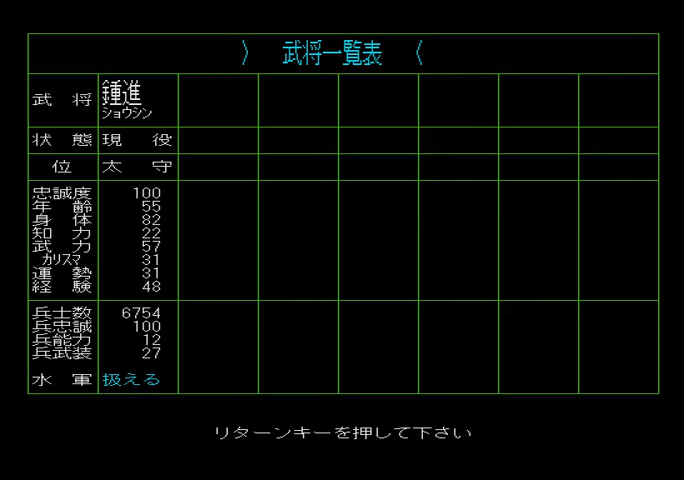 〉 武将一覧表 〈
武 将 鍾進
ショウシン
状 態 現 役
位 太 守
忠誠度 100
年 齢 55
身 体 82
知 力 22
武 力 57
カリスマ 31
運 勢 31
経 験 48
兵士数 6754
兵忠誠 100
兵能力 12
兵武装 27
水 軍 扱える
リターンキーを押して下さい